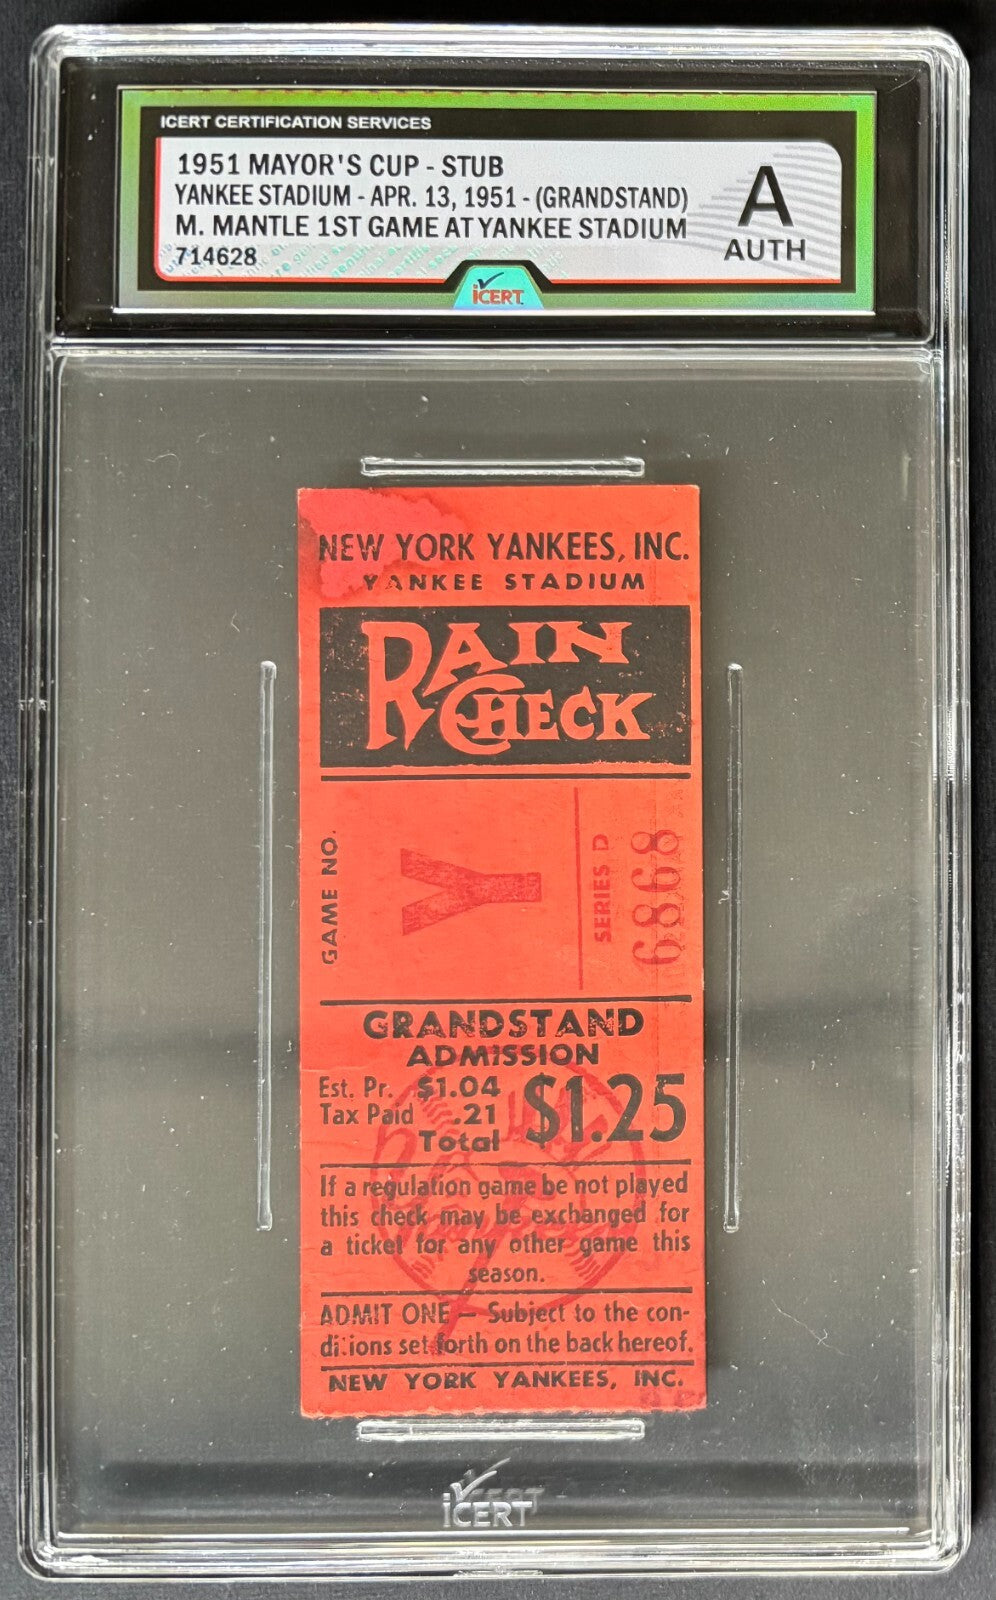 ICERT CERTIFICATION SERVICES
1951 MAYOR'S CUP - STUB
YANKEE STADIUM - APR. 13, 1951 - (GRANDSTAND)
M. MANTLE 1ST GAME AT YANKEE STADIUM
714628
A
AUTH
iCERT
NEW YORK YANKEES, INC.
YANKEE STADIUM
RAIN
CHECK
GAME NO.
Y
SERIES D
6868
GRANDSTAND
ADMISSION
Est. Pr. $1.04
Tax Paid .21
Total
$1.25
If a regulation game be not played
this check may be exchanged for
a ticket for any other game this
season.
ADMIT ONE — Subject to the con-
ditions set forth on the back hereof.
NEW YORK YANKEES, INC.
iCERT